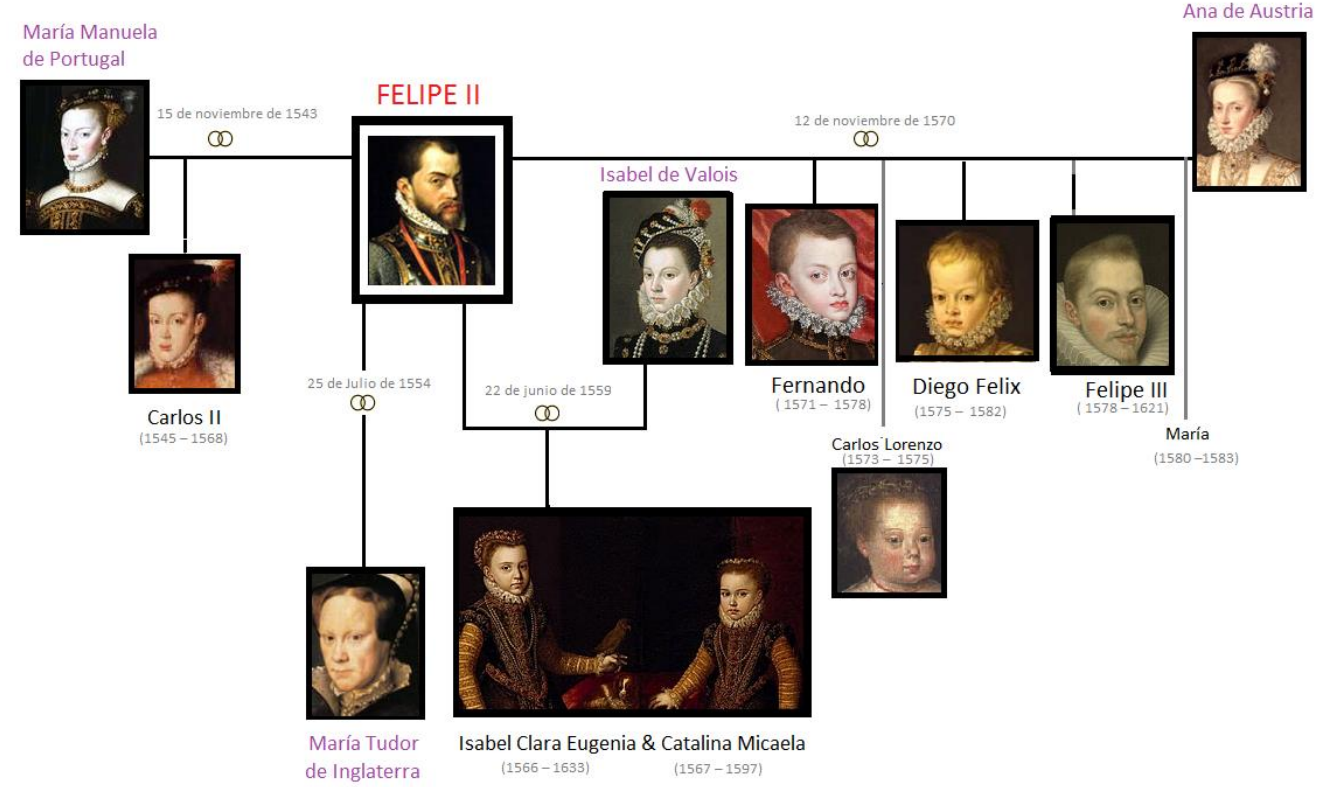 Ana de Austria
María Manuela
de Portugal
FELIPE II
15 de noviembre de 1543
12 de noviembre de 1570
Isabel de Valois
25 de Julio de 1554
22 de junio de 1559
Fernando
( 1571 – 1578)
Diego Felix
(1575 – 1582)
Felipe III
( 1578 – 1621)
Carlos II
(1545 – 1568)
Carlos Lorenzo
(1573 – 1575)
María
(1580 –1583)
María Tudor
de Inglaterra
Isabel Clara Eugenia & Catalina Micaela
(1566 – 1633)
(1567 – 1597)